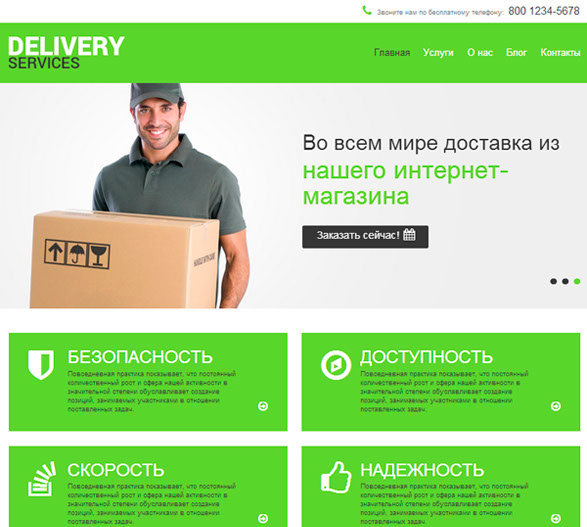 Звоните нам по бесплатному телефону: 800 1234-5678
DELIVERY
SERVICES
Главная Услуги О нас Блог Контакты
Во всем мире доставка из
нашего интернет-
магазина
Заказать сейчас!
БЕЗОПАСНОСТЬ
Повседневная практика показывает, что постоянный
количественный рост и сфера нашей активности в
значительной степени обуславливает создание
позиций, занимаемых участниками в отношении
поставленных задач.
ДОСТУПНОСТЬ
Повседневная практика показывает, что постоянный
количественный рост и сфера нашей активности в
значительной степени обуславливает создание
позиций, занимаемых участниками в отношении
поставленных задач.
СКОРОСТЬ
Повседневная практика показывает, что постоянный
количественный рост и сфера нашей активности в
значительной степени обуславливает создание
позиций, занимаемых участниками в отношении
поставленных задач.
НАДЕЖНОСТЬ
Повседневная практика показывает, что постоянный
количественный рост и сфера нашей активности в
значительной степени обуславливает создание
позиций, занимаемых участниками в отношении
поставленных задач.